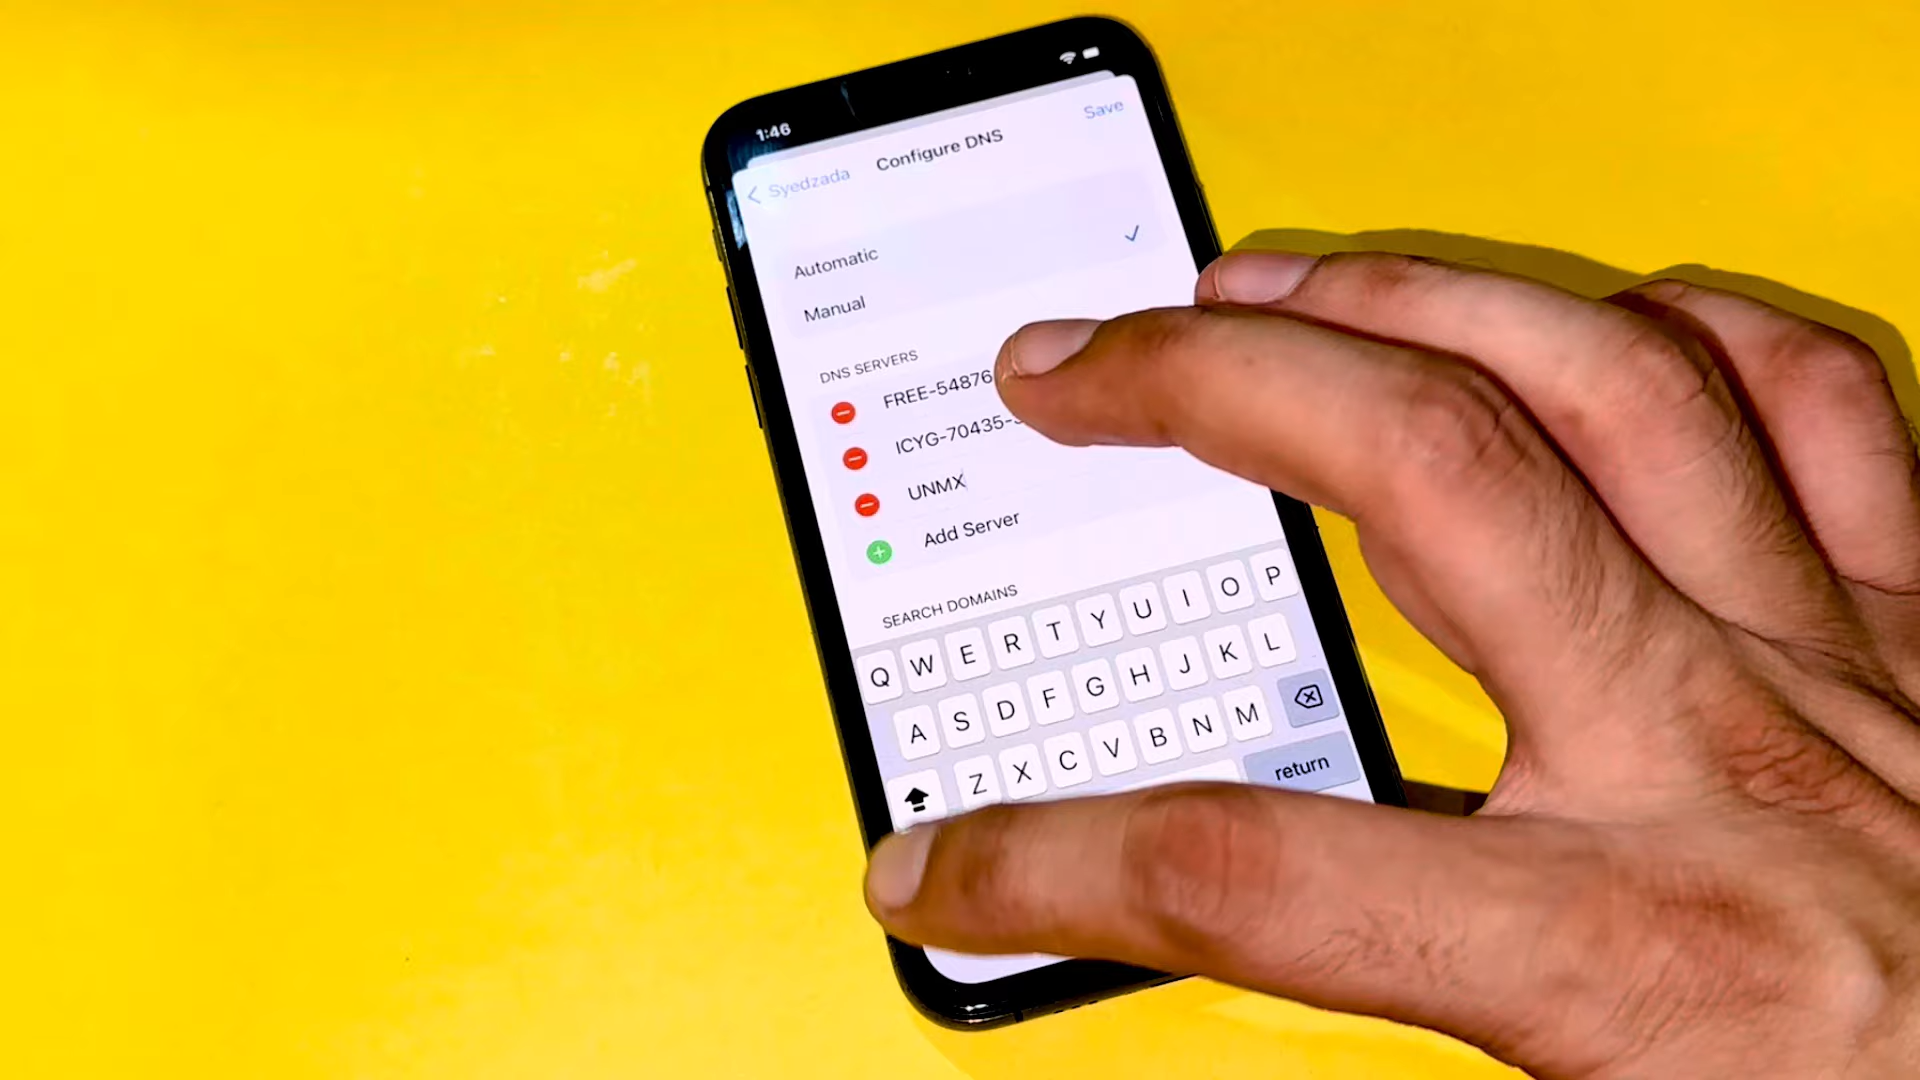 1:46
Save
Configure DNS
Syedzada
Automatic
Manual
DNS SERVERS
FREE-54876
ICYG-70435-
UNMX
Add Server
SEARCH DOMAINS
Q W E R T Y U I O P
A S D F G H J K L
Z X C V B N M
return